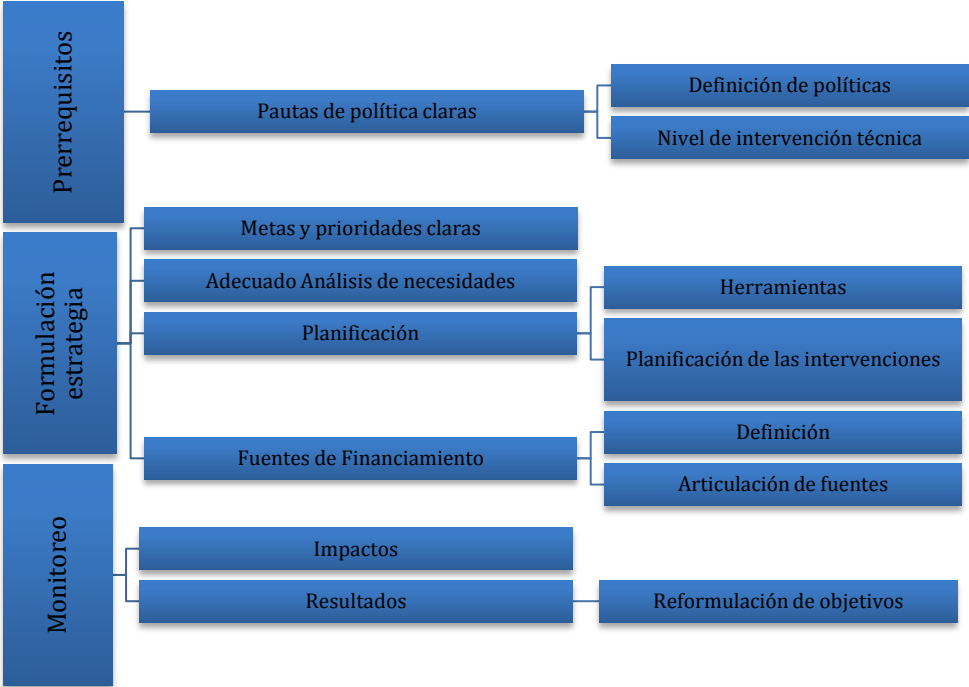 Prerrequisitos
Pautas de política claras
Definición de políticas
Nivel de intervención técnica
Formulación
estrategia
Metas y prioridades claras
Adecuado Análisis de necesidades
Planificación
Herramientas
Planificación de las intervenciones
Fuentes de Financiamiento
Definición
Articulación de fuentes
Monitoreo
Impactos
Resultados
Reformulación de objetivos